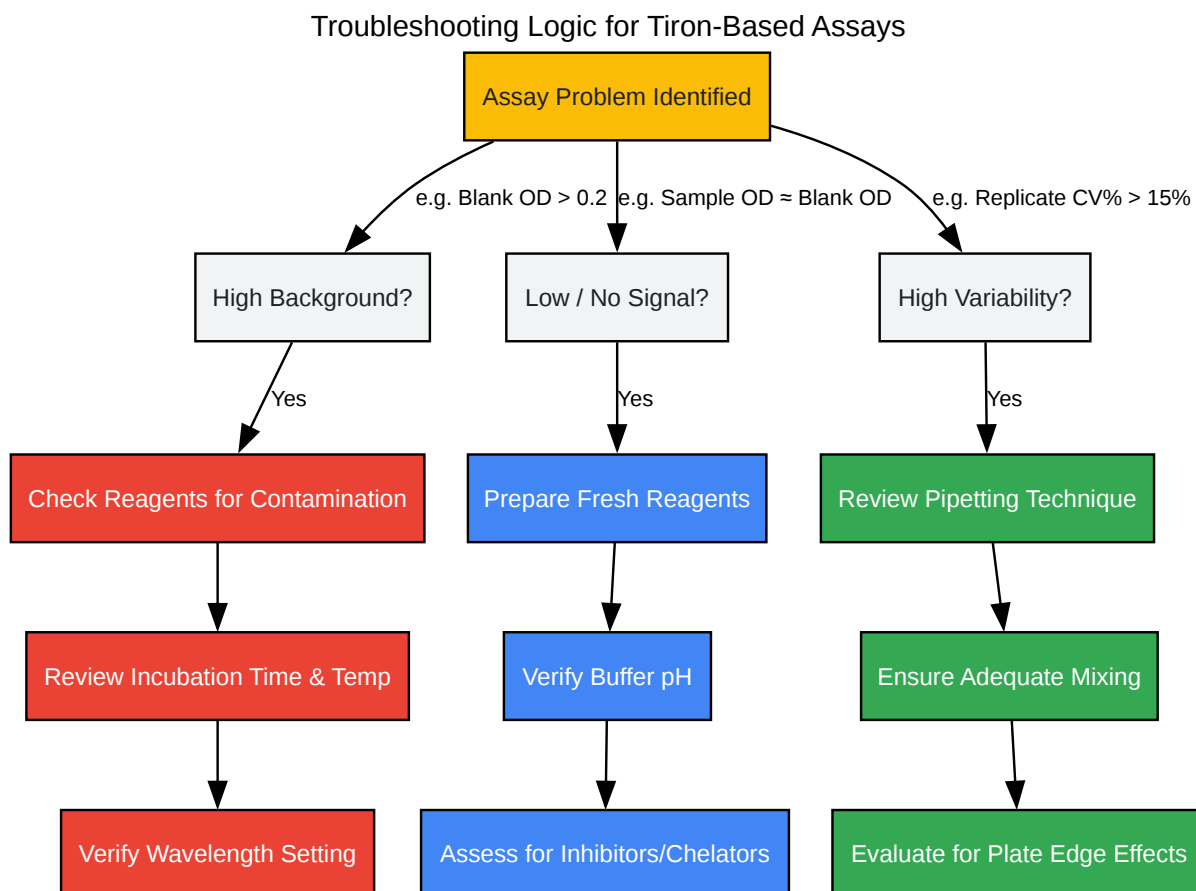 Troubleshooting Logic for Tiron-Based Assays
Assay Problem Identified
e.g. Blank OD > 0.2
e.g. Sample OD ≈ Blank OD
e.g. Replicate CV% > 15%
High Background?
Low / No Signal?
High Variability?
Yes
Yes
Yes
Check Reagents for Contamination
Prepare Fresh Reagents
Review Pipetting Technique
Review Incubation Time & Temp
Verify Buffer pH
Ensure Adequate Mixing
Verify Wavelength Setting
Assess for Inhibitors/Chelators
Evaluate for Plate Edge Effects